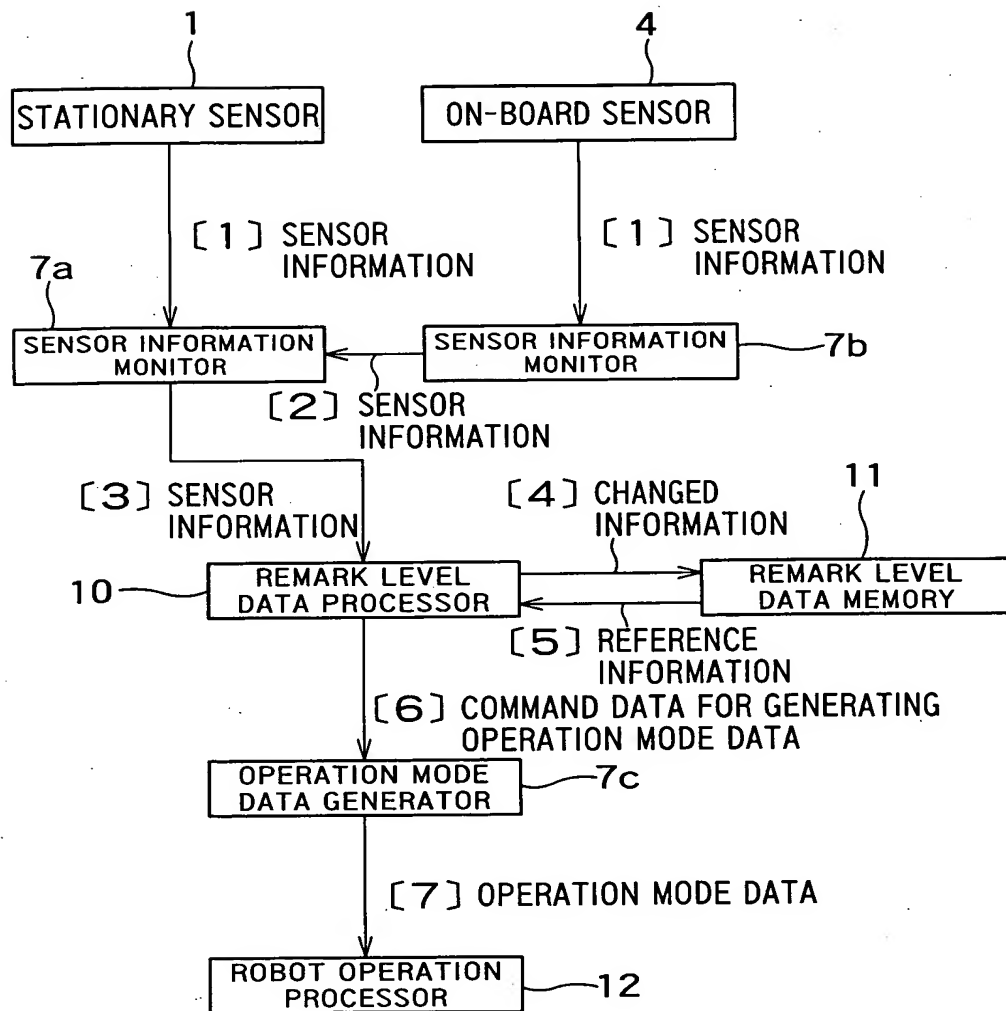 1
4
STATIONARY SENSOR
ON-BOARD SENSOR
[1] SENSOR
INFORMATION
[1] SENSOR
INFORMATION
7a
SENSOR INFORMATION
MONITOR
SENSOR INFORMATION
MONITOR
7b
[2] SENSOR
INFORMATION
[3] SENSOR
INFORMATION
[4] CHANGED
INFORMATION
11
10
REMARK LEVEL
DATA PROCESSOR
REMARK LEVEL
DATA MEMORY
[5] REFERENCE
INFORMATION
[6] COMMAND DATA FOR GENERATING
OPERATION MODE DATA
OPERATION MODE
DATA GENERATOR
7c
[7] OPERATION MODE DATA
ROBOT OPERATION
PROCESSOR
12